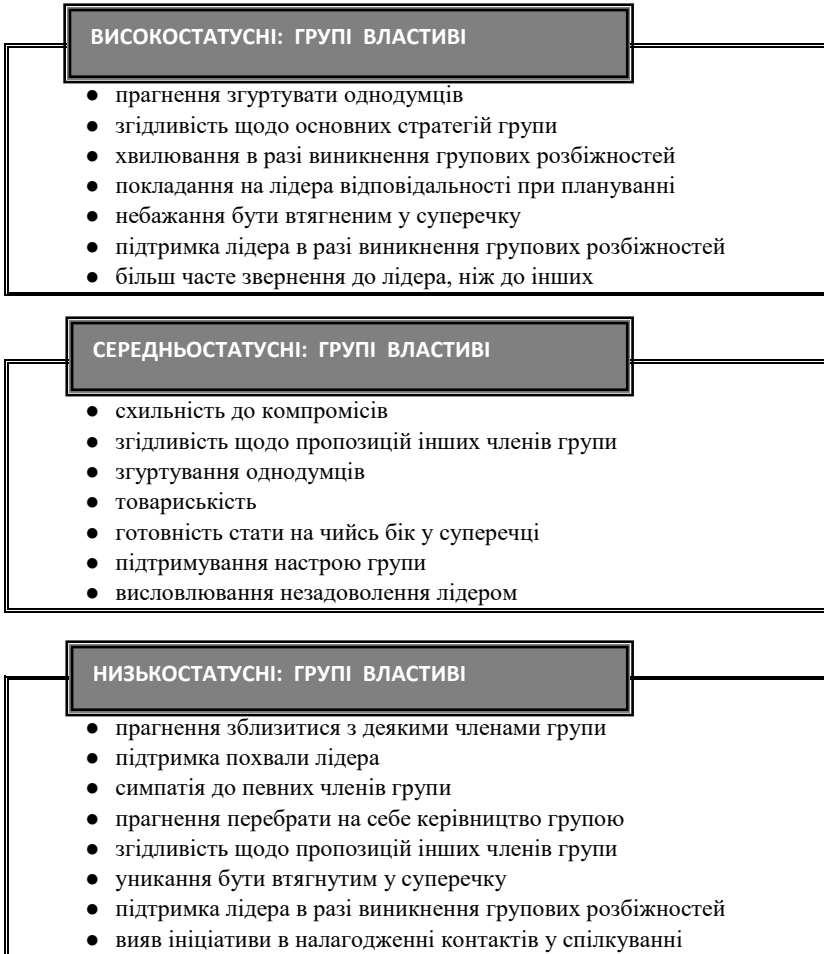 ВИСОКОСТАТУСНІ: ГРУПІ ВЛАСТИВІ
● прагнення згуртувати однодумців
● згідливість щодо основних стратегій групи
● хвилювання в разі виникнення групових розбіжностей
● покладання на лідера відповідальності при плануванні
● небажання бути втягненим у суперечку
● підтримка лідера в разі виникнення групових розбіжностей
● більш часте звернення до лідера, ніж до інших
СЕРЕДНЬОСТАТУСНІ: ГРУПІ ВЛАСТИВІ
● схильність до компромісів
● згідливість щодо пропозицій інших членів групи
● згуртування однодумців
● товариськість
● готовність стати на чийсь бік у суперечці
● підтримування настрою групи
● висловлювання незадоволення лідером
НИЗЬКОСТАТУСНІ: ГРУПІ ВЛАСТИВІ
● прагнення зблизитися з деякими членами групи
● підтримка похвали лідера
● симпатія до певних членів групи
● прагнення перебрати на себе керівництво групою
● згідливість щодо пропозицій інших членів групи
● уникання бути втягнутим у суперечку
● підтримка лідера в разі виникнення групових розбіжностей
● вияв ініціативи в налагодженні контактів у спілкуванні